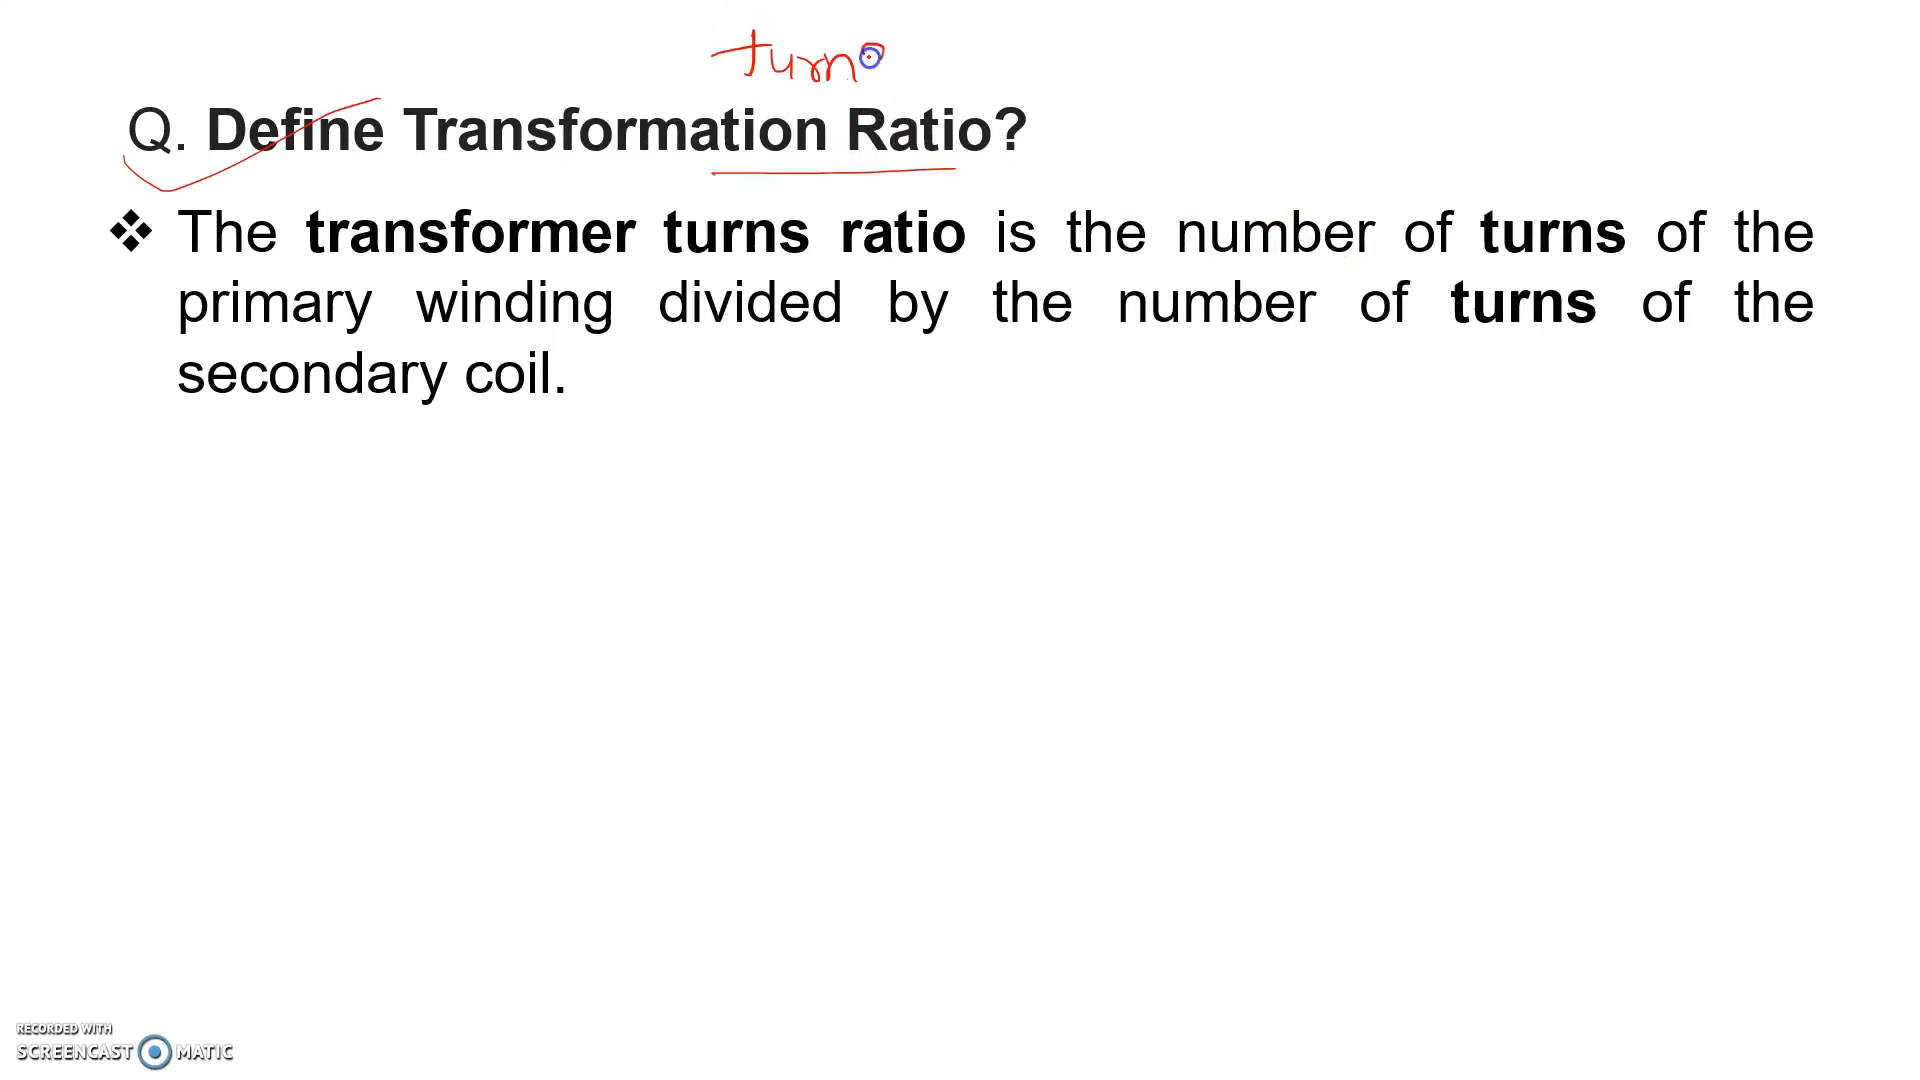 turn
Q. Define Transformation Ratio?
❖ The transformer turns ratio is the number of turns of the
primary winding divided by the number of turns of the
secondary coil.
RECORDED WITH
SCREENCAST MATIC